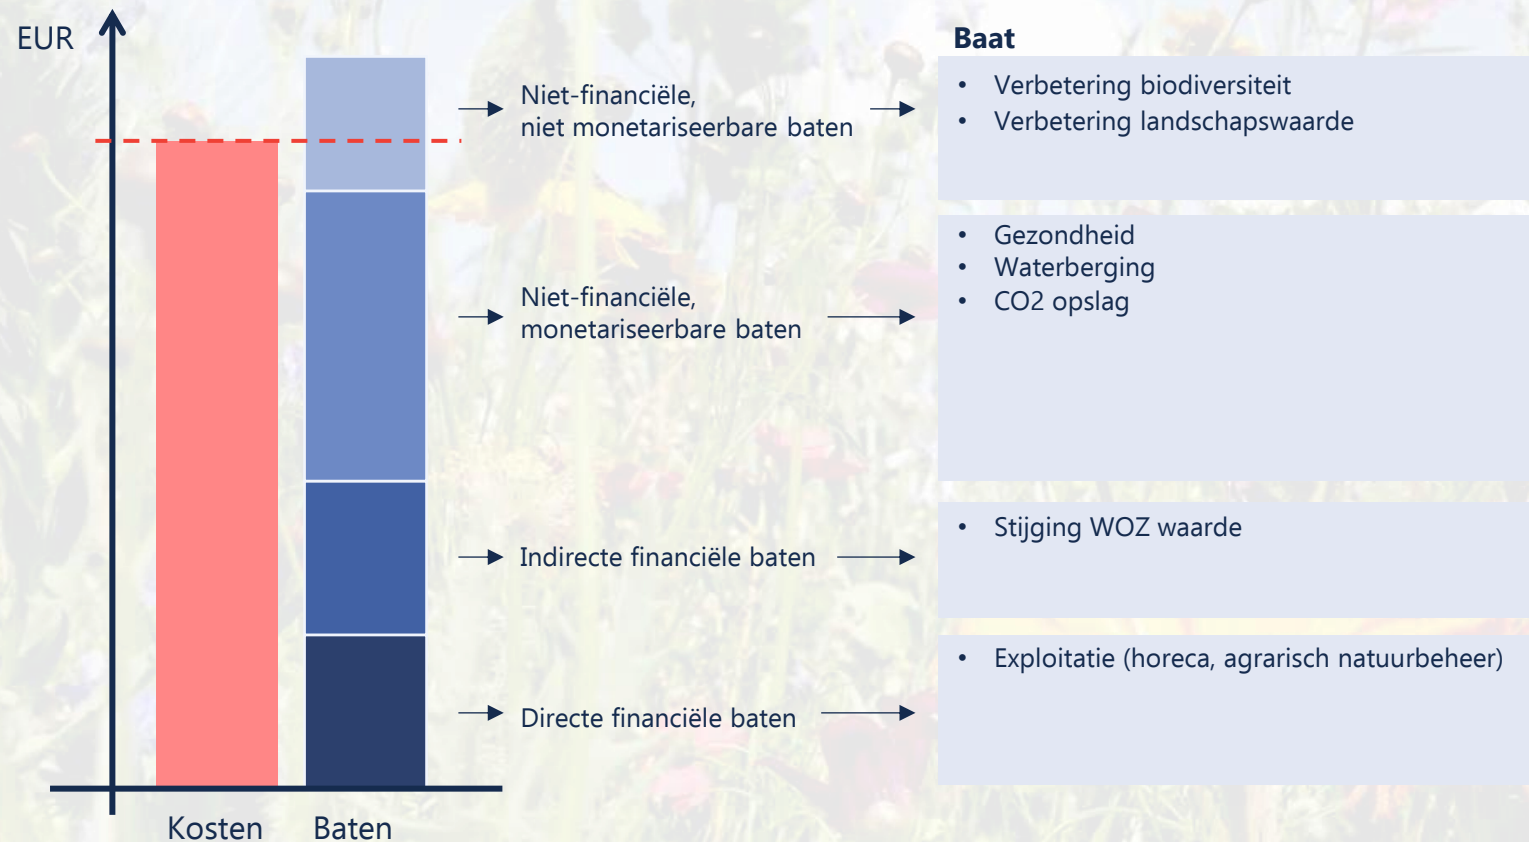 EUR
Baat
Niet-financiële,
niet monetariseerbare baten
• Verbetering biodiversiteit
• Verbetering landschapswaarde
Niet-financiële,
monetariseerbare baten
• Gezondheid
• Waterberging
• CO2 opslag
Indirecte financiële baten
• Stijging WOZ waarde
Directe financiële baten
• Exploitatie (horeca, agrarisch natuurbeheer)
Kosten
Baten